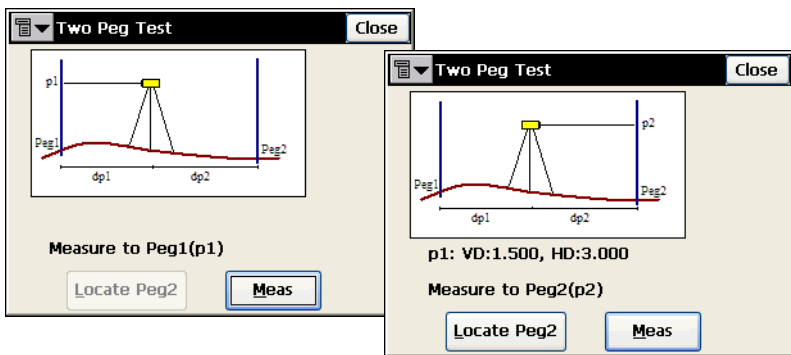 Two Peg Test Close
p1
Peg1 Peg2
dp1 dp2
Measure to Peg1(p1)
Locate Peg2 Meas
Two Peg Test Close
p2
Peg1 Peg2
dp1 dp2
p1: VD:1.500, HD:3.000
Measure to Peg2(p2)
Locate Peg2 Meas